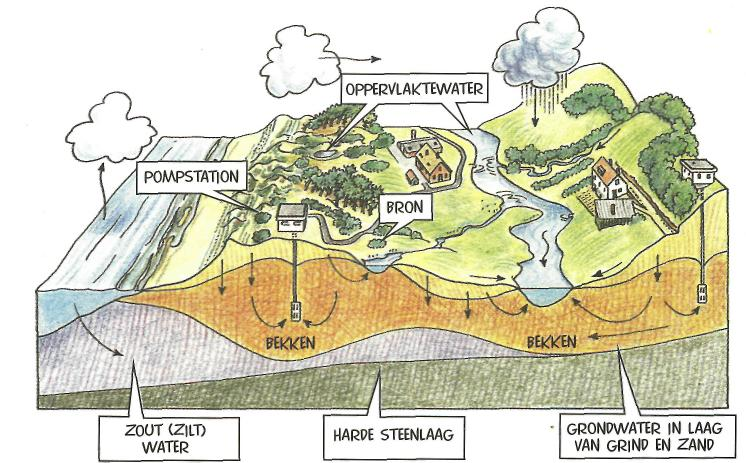 OPPERVLAKTEWATER
POMPSTATION
BRON
BEKKEN
BEKKEN
ZOUT (ZILT)
WATER
HARDE STEENLAAG
GRONDWATER IN LAAG
VAN GRIND EN ZAND